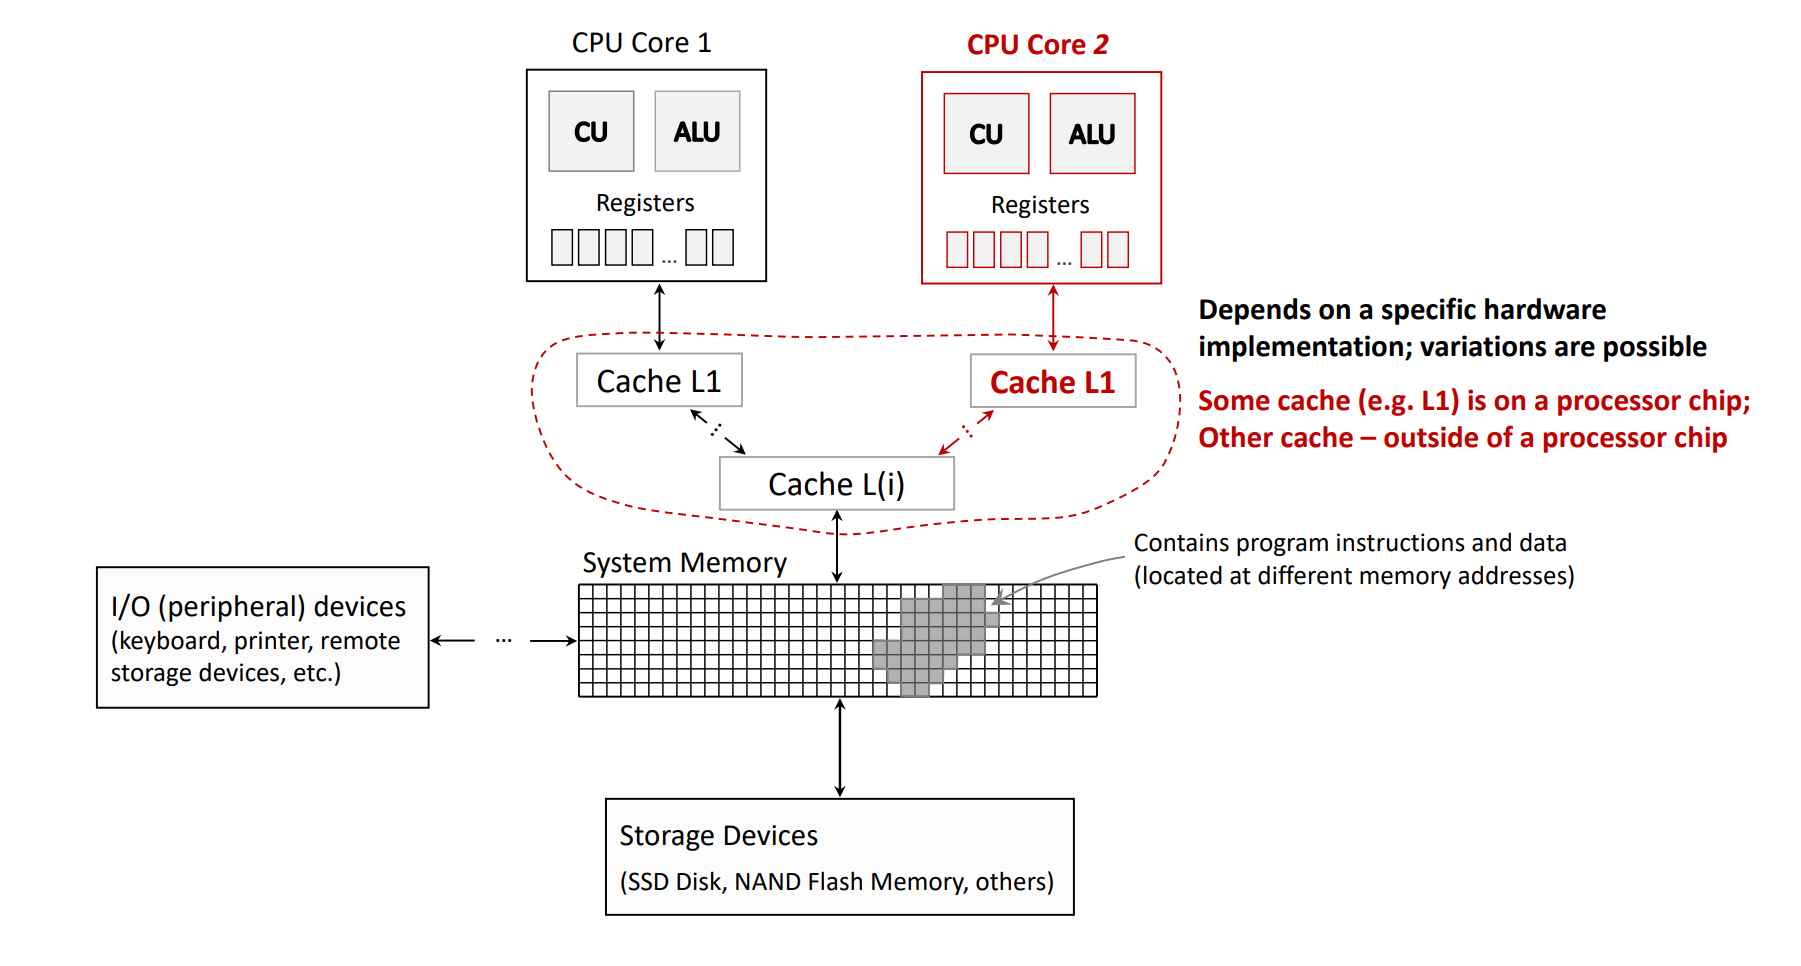 CPU Core 1
CPU Core 2
CU
ALU
CU
ALU
Registers
...
Registers
...
Depends on a specific hardware
implementation; variations are possible
Cache L1
Cache L1
Some cache (e.g. L1) is on a processor chip;
Other cache – outside of a processor chip
...
...
Cache L(i)
Contains program instructions and data
(located at different memory addresses)
System Memory
I/O (peripheral) devices
(keyboard, printer, remote
storage devices, etc.)
...
Storage Devices
(SSD Disk, NAND Flash Memory, others)